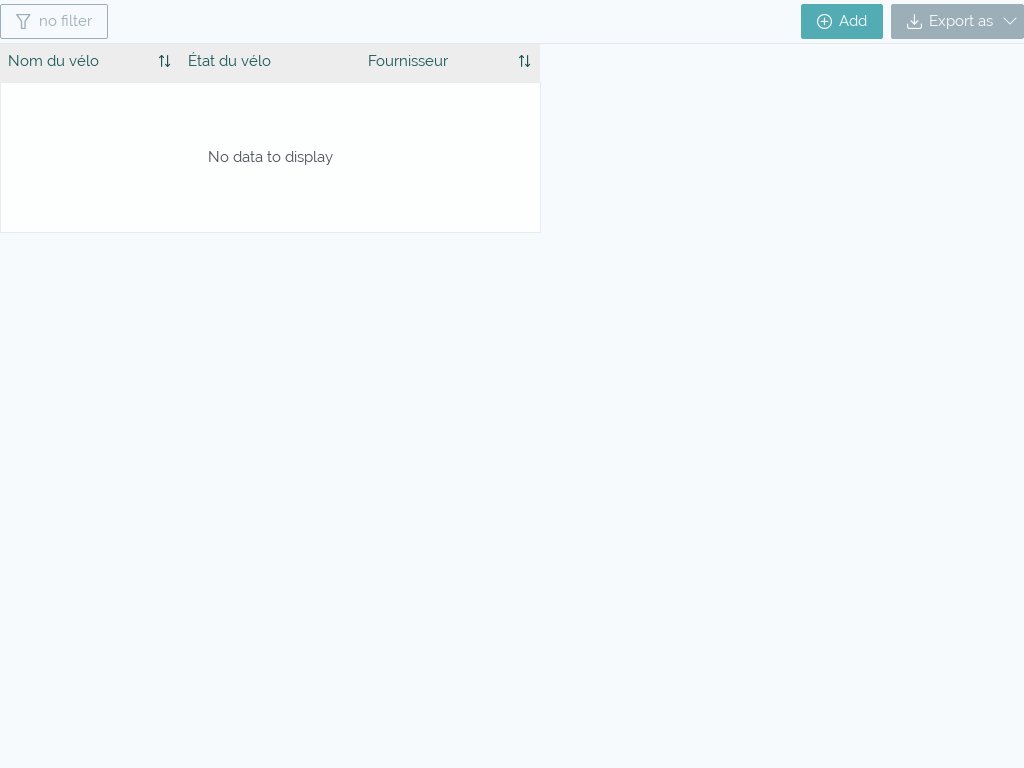 no filter
Add
Export as
Nom du vélo
État du vélo
Fournisseur
No data to display